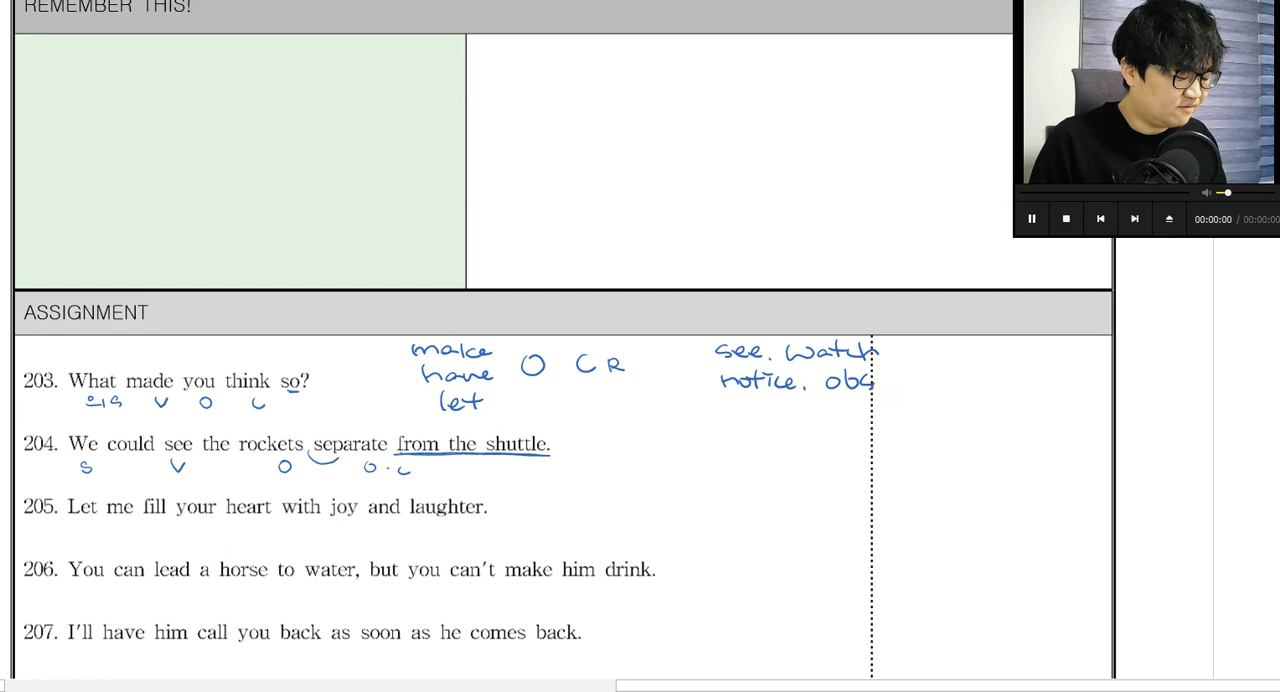 REMEMBER THIS!
00:00:00 / 00:00:00
ASSIGNMENT
make
have
let
O C R
see. watch
notice. obs
203. What made you think so?
의S V O C
204. We could see the rockets separate from the shuttle.
S V O O.C
205. Let me fill your heart with joy and laughter.
206. You can lead a horse to water, but you can't make him drink.
207. I'll have him call you back as soon as he comes back.